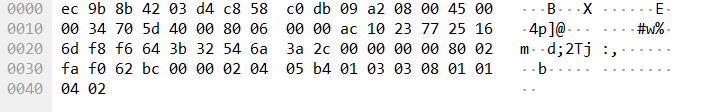 0000 ec 9b 8b 42 03 d4 c8 58 c0 db 09 a2 08 00 45 00 ···B···X ······E·
0010 00 34 70 5d 40 00 80 06 00 00 ac 10 23 77 25 16 ·4p]@··· ····#w%·
0020 6d f8 f6 64 3b 32 54 6a 3a 2c 00 00 00 00 80 02 m··d;2Tj :,······
0030 fa f0 62 bc 00 00 02 04 05 b4 01 03 03 08 01 01 ··b····· ········
0040 04 02 ··